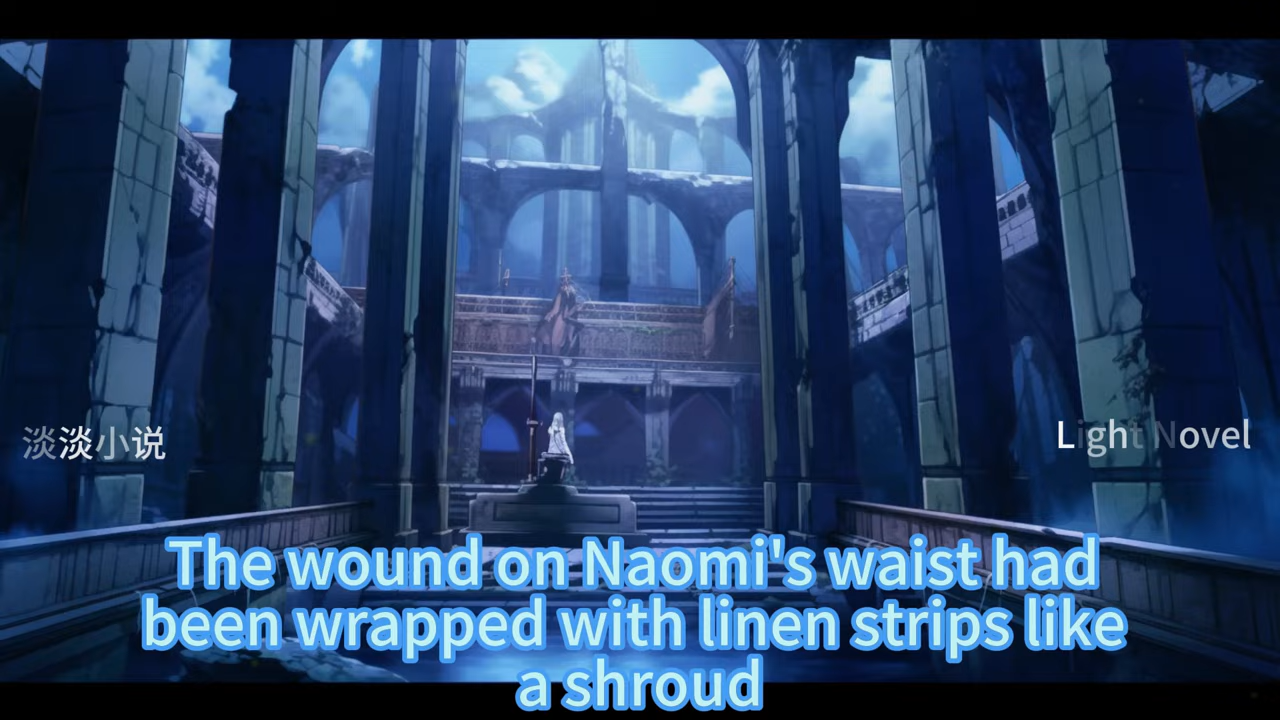 淡淡小说
Light Novel
The wound on Naomi's waist had
been wrapped with linen strips like
a shroud